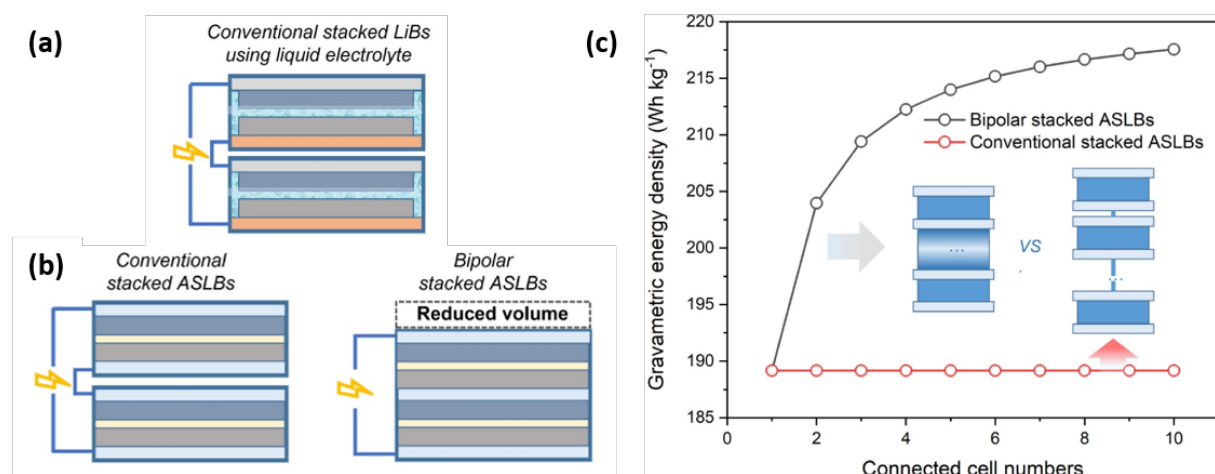 (a)
Conventional stacked LiBs
using liquid electrolyte
(b)
Conventional
stacked ASLBs
Bipolar
stacked ASLBs
Reduced volume
(c)
Gravametric energy density (Wh kg⁻¹)
220
215
210
205
200
195
190
185
Bipolar stacked ASLBs
Conventional stacked ASLBs
...
VS
...
0
2
4
6
8
10
Connected cell numbers